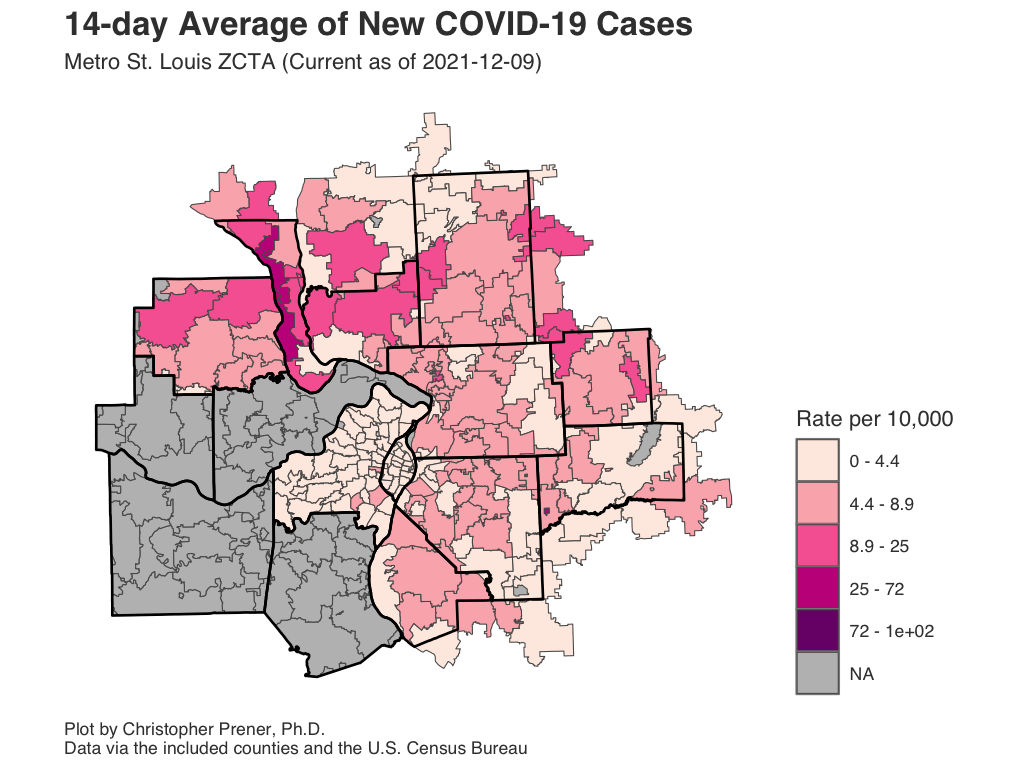 14-day Average of New COVID-19 Cases
Metro St. Louis ZCTA (Current as of 2021-12-09)
Rate per 10,000
0 - 4.4
4.4 - 8.9
8.9 - 25
25 - 72
72 - 1e+02
NA
Plot by Christopher Prener, Ph.D.
Data via the included counties and the U.S. Census Bureau